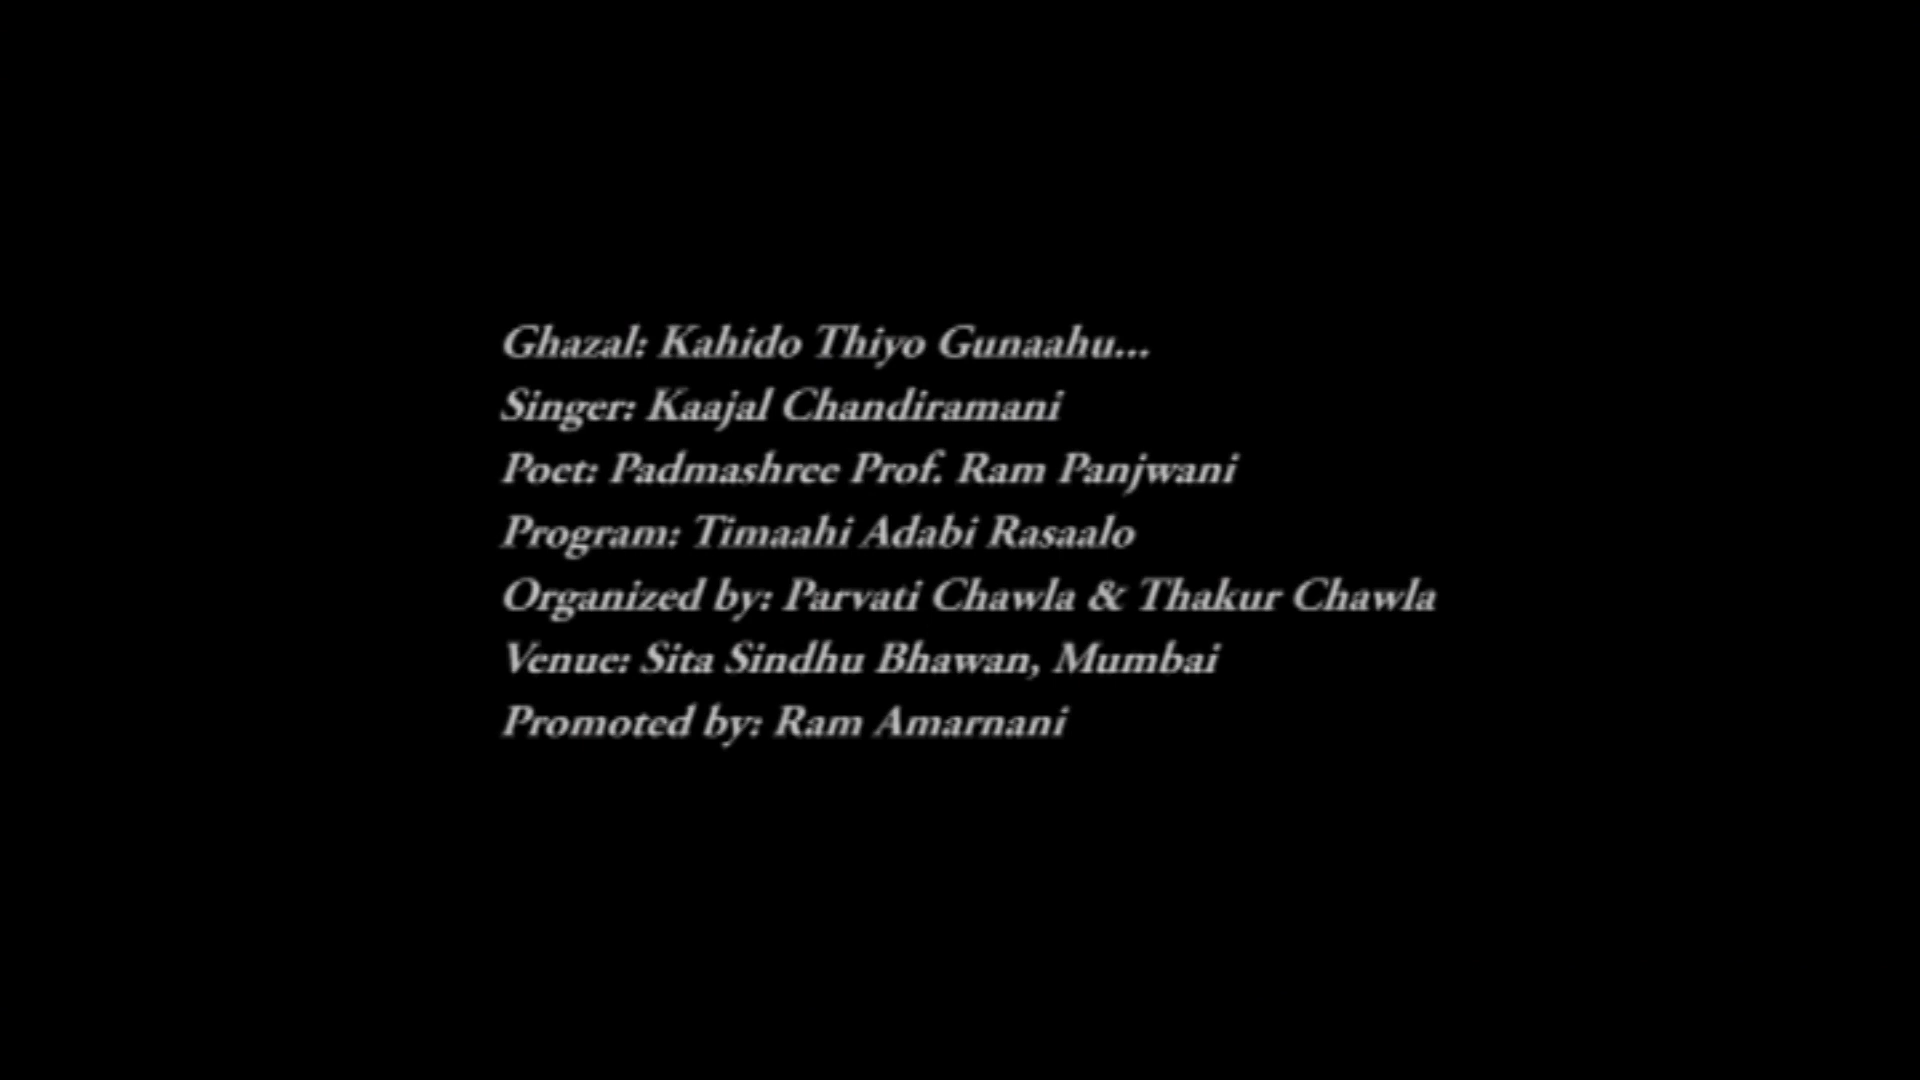 Ghazal: Kahido Thiyo Gunaahu...
Singer: Kaajal Chandiramani
Poet: Padmashree Prof. Ram Panjwani
Program: Timaahi Adabi Rasaalo
Organized by: Parvati Chawla & Thakur Chawla
Venue: Sita Sindhu Bhawan, Mumbai
Promoted by: Ram Amarnani